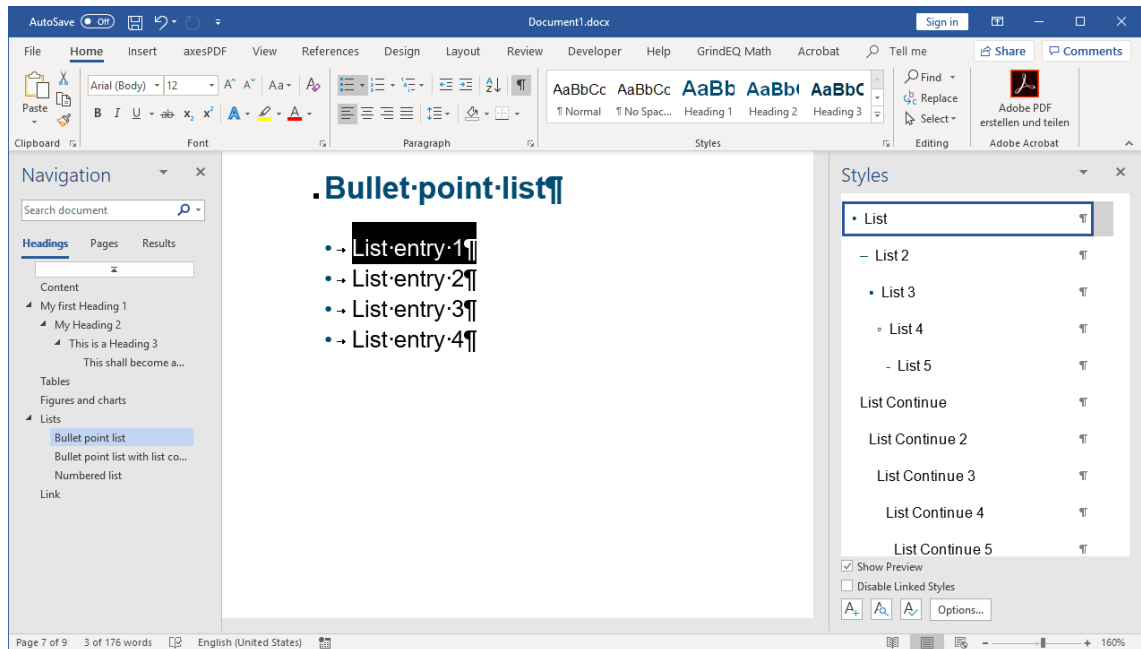 AutoSave Off Document1.docx Sign in
File Home Insert axesPDF View References Design Layout Review Developer Help GrindEQ Math Acrobat Tell me Share Comments
Paste
Arial (Body) 12 A^ A˅ Aa A
B I U ab x₂ x² A A
AaBbCc AaBbCc AaBb AaBb( AaBbC
¶ Normal ¶ No Spac... Heading 1 Heading 2 Heading 3
Find
Replace
Select
Adobe PDF
erstellen und teilen
Clipboard Font Paragraph Styles Editing Adobe Acrobat
Navigation
Search document
Headings Pages Results
Content
My first Heading 1
My Heading 2
This is a Heading 3
This shall become a...
Tables
Figures and charts
Lists
Bullet point list
Bullet point list with list co...
Numbered list
Link
Bullet·point·list¶
• → List·entry·1¶
• → List·entry·2¶
• → List·entry·3¶
• → List·entry·4¶
Styles
• List ¶
– List 2 ¶
▪ List 3 ¶
∘ List 4 ¶
- List 5 ¶
List Continue ¶
List Continue 2 ¶
List Continue 3 ¶
List Continue 4 ¶
List Continue 5 ¶
Show Preview
Disable Linked Styles
Options...
Page 7 of 9 3 of 176 words English (United States) 160%